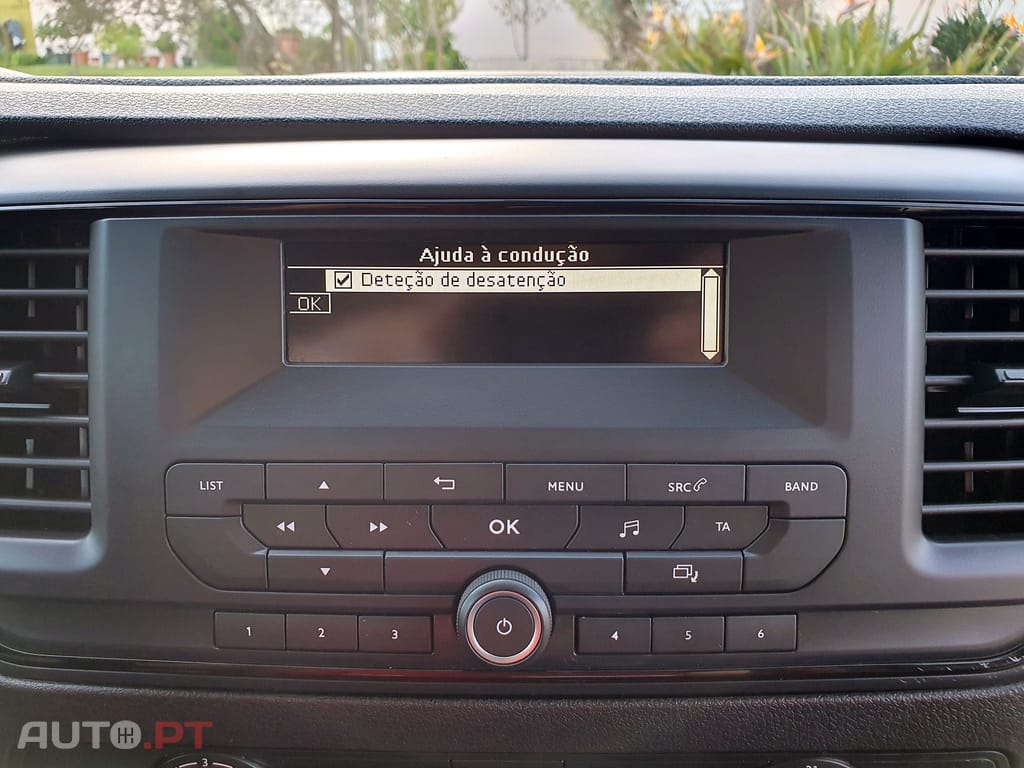 Ajuda à condução
Deteção de desatenção
OK
LIST
MENU
SRC
BAND
OK
TA
1 2 3 4 5 6
AUTO.PT
3